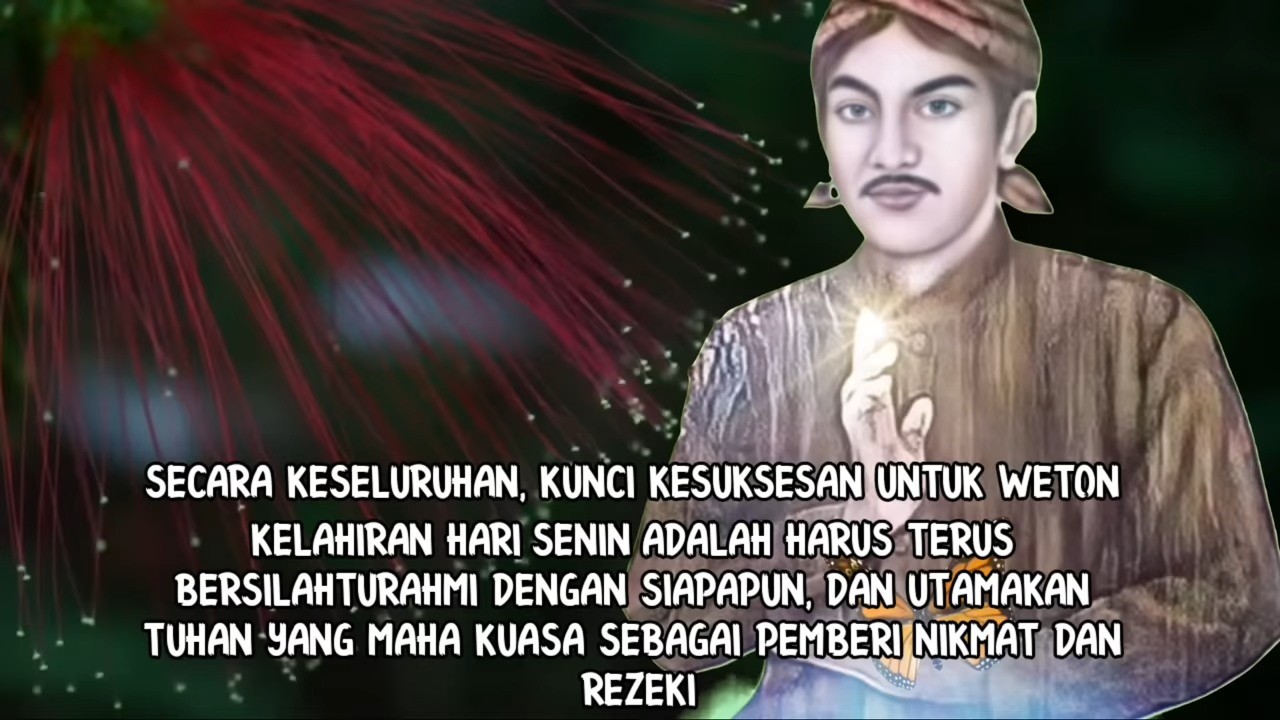 SECARA KESELURUHAN, KUNCI KESUKSESAN UNTUK WETON
KELAHIRAN HARI SENIN ADALAH HARUS TERUS
BERSILAHTURAHMI DENGAN SIAPAPUN, DAN UTAMAKAN
TUHAN YANG MAHA KUASA SEBAGAI PEMBERI NIKMAT DAN
REZEKI